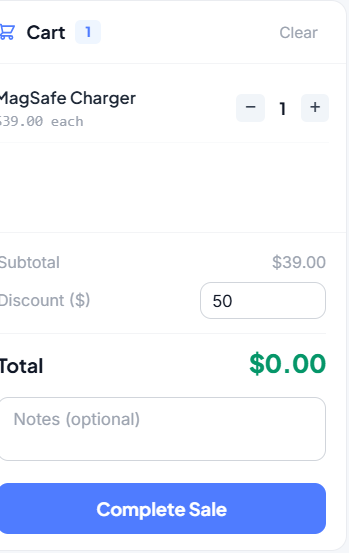 Cart 1 Clear
MagSafe Charger
$39.00 each
− 1 +
Subtotal $39.00
Discount ($) 50
Total $0.00
Notes (optional)
Complete Sale